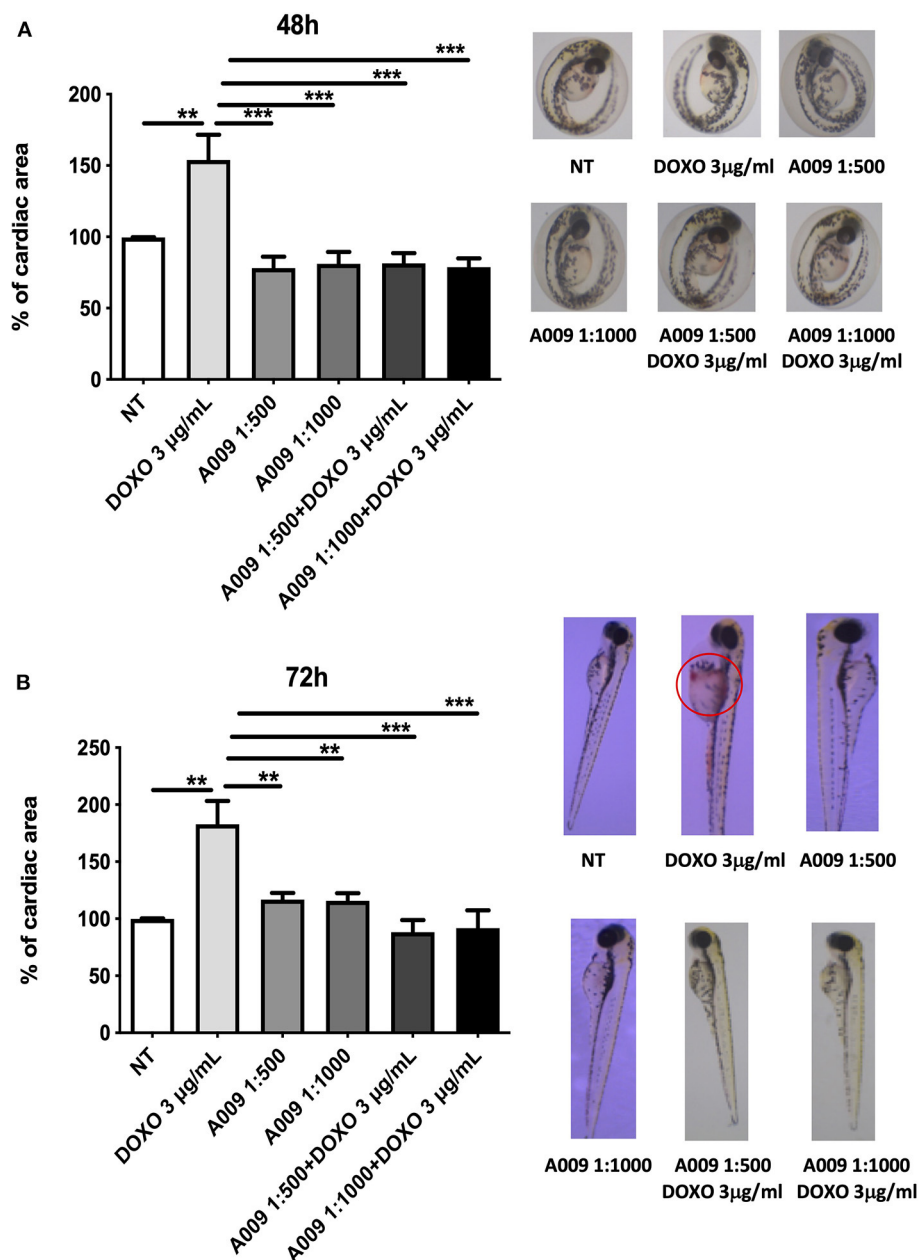 A
48h
% of cardiac area
200
150
100
50
0
**
***
***
***
***
NT
DOXO 3 µg/mL
A009 1:500
A009 1:1000
A009 1:500+DOXO 3 µg/mL
A009 1:1000+DOXO 3 µg/mL
NT
DOXO 3µg/ml
A009 1:500
A009 1:1000
A009 1:500
DOXO 3µg/ml
A009 1:1000
DOXO 3µg/ml
B
72h
% of cardiac area
250
200
150
100
50
0
**
**
**
***
***
NT
DOXO 3 µg/mL
A009 1:500
A009 1:1000
A009 1:500+DOXO 3 µg/mL
A009 1:1000+DOXO 3 µg/mL
NT
DOXO 3µg/ml
A009 1:500
A009 1:1000
A009 1:500
DOXO 3µg/ml
A009 1:1000
DOXO 3µg/ml